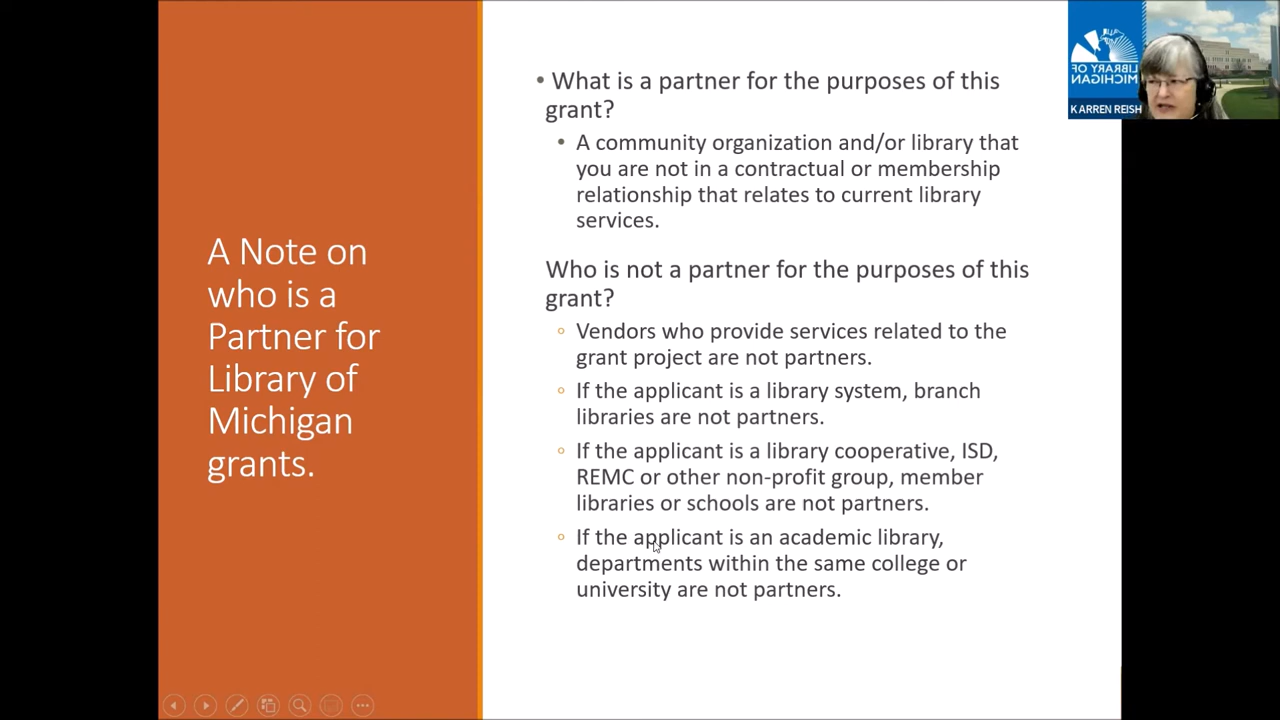 A Note on
who is a
Partner for
Library of
Michigan
grants.
• What is a partner for the purposes of this
grant?
• A community organization and/or library that
you are not in a contractual or membership
relationship that relates to current library
services.
Who is not a partner for the purposes of this
grant?
◦ Vendors who provide services related to the
grant project are not partners.
◦ If the applicant is a library system, branch
libraries are not partners.
◦ If the applicant is a library cooperative, ISD,
REMC or other non-profit group, member
libraries or schools are not partners.
◦ If the applicant is an academic library,
departments within the same college or
university are not partners.
LIBRARY OF
MICHIGAN
KARREN REISH